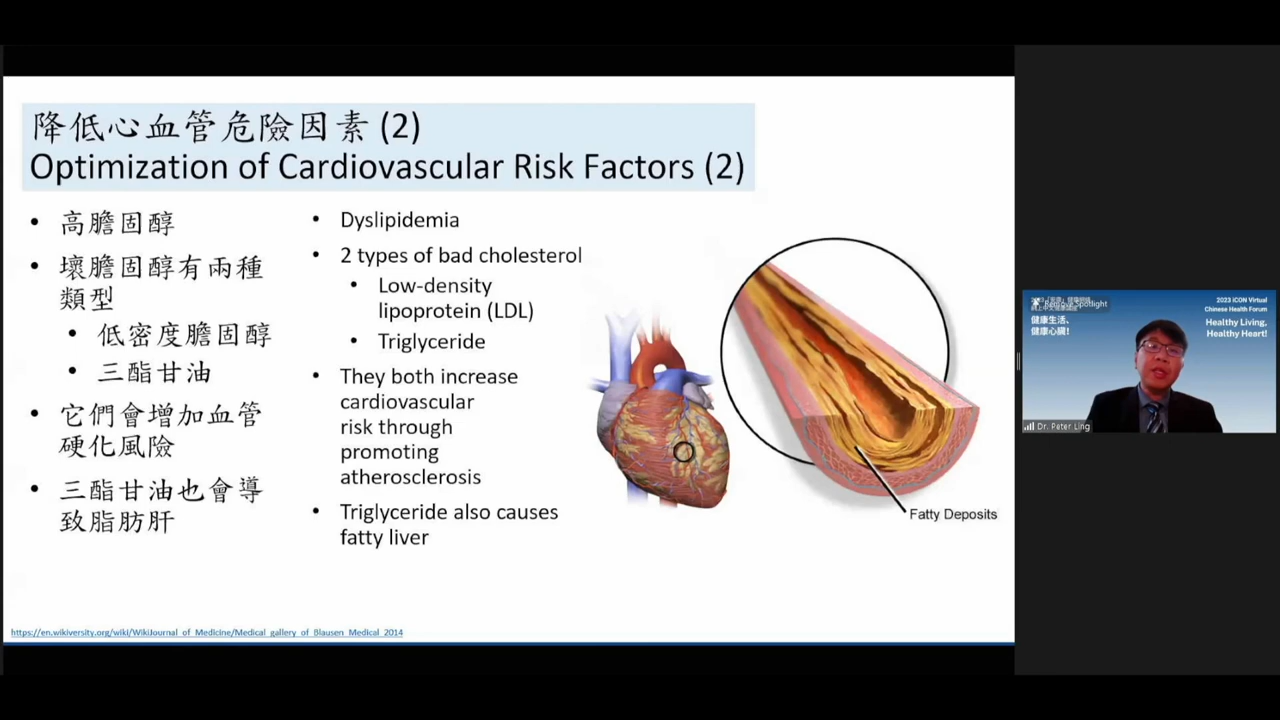 降低心血管危險因素 (2)
Optimization of Cardiovascular Risk Factors (2)
• 高膽固醇
• 壞膽固醇有兩種
類型
• 低密度膽固醇
• 三酯甘油
• 它們會增加血管
硬化風險
• 三酯甘油也會導
致脂肪肝
• Dyslipidemia
• 2 types of bad cholesterol
• Low-density
lipoprotein (LDL)
• Triglyceride
• They both increase
cardiovascular
risk through
promoting
atherosclerosis
• Triglyceride also causes
fatty liver
Fatty Deposits
https://en.wikiversity.org/wiki/WikiJournal_of_Medicine/Medical_gallery_of_Blausen_Medical_2014
Remove Spotlight
健康生活、
健康心臟!
2023 iCON Virtual
Chinese Health Forum
Healthy Living,
Healthy Heart!
Dr. Peter Ling